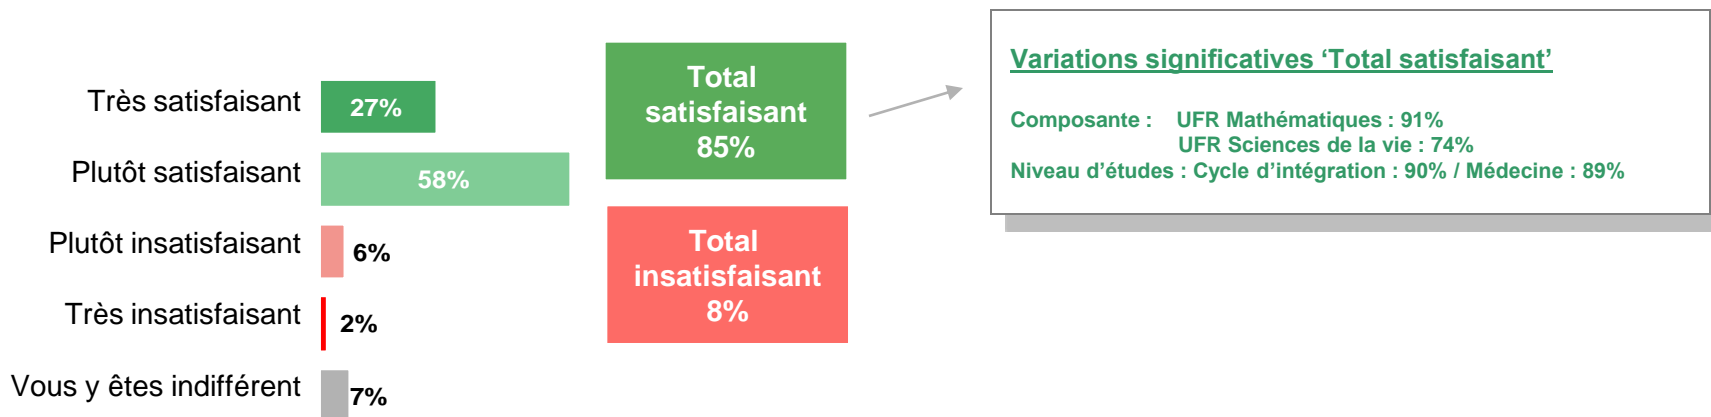 Très satisfaisant
27%
Plutôt satisfaisant
58%
Plutôt insatisfaisant
6%
Très insatisfaisant
2%
Vous y êtes indifférent
7%
Total
satisfaisant
85%
Total
insatisfaisant
8%
Variations significatives ‘Total satisfaisant’
Composante : UFR Mathématiques : 91%
UFR Sciences de la vie : 74%
Niveau d’études : Cycle d’intégration : 90% / Médecine : 89%